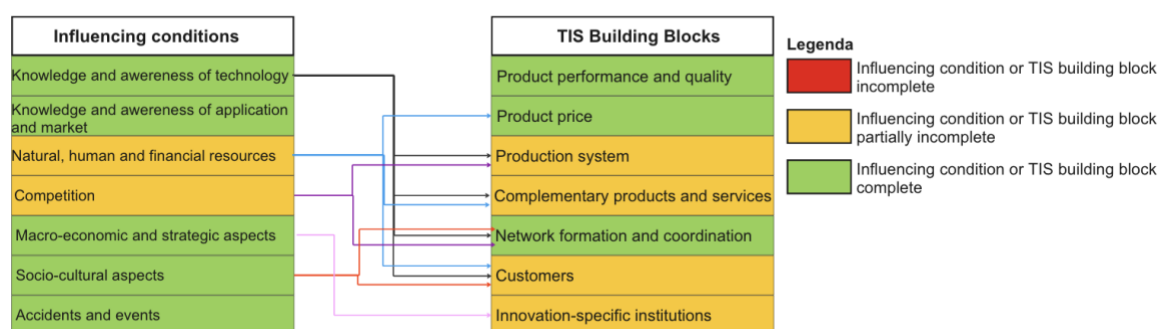 Influencing conditions
Knowledge and awereness of technology
Knowledge and awereness of application
and market
Natural, human and financial resources
Competition
Macro-economic and strategic aspects
Socio-cultural aspects
Accidents and events
TIS Building Blocks
Product performance and quality
Product price
Production system
Complementary products and services
Network formation and coordination
Customers
Innovation-specific institutions
Legenda
Influencing condition or TIS building block
incomplete
Influencing condition or TIS building block
partially incomplete
Influencing condition or TIS building block
complete